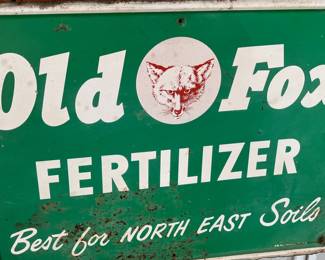 Old Fox
FERTILIZER
Best for NORTH EAST Soils